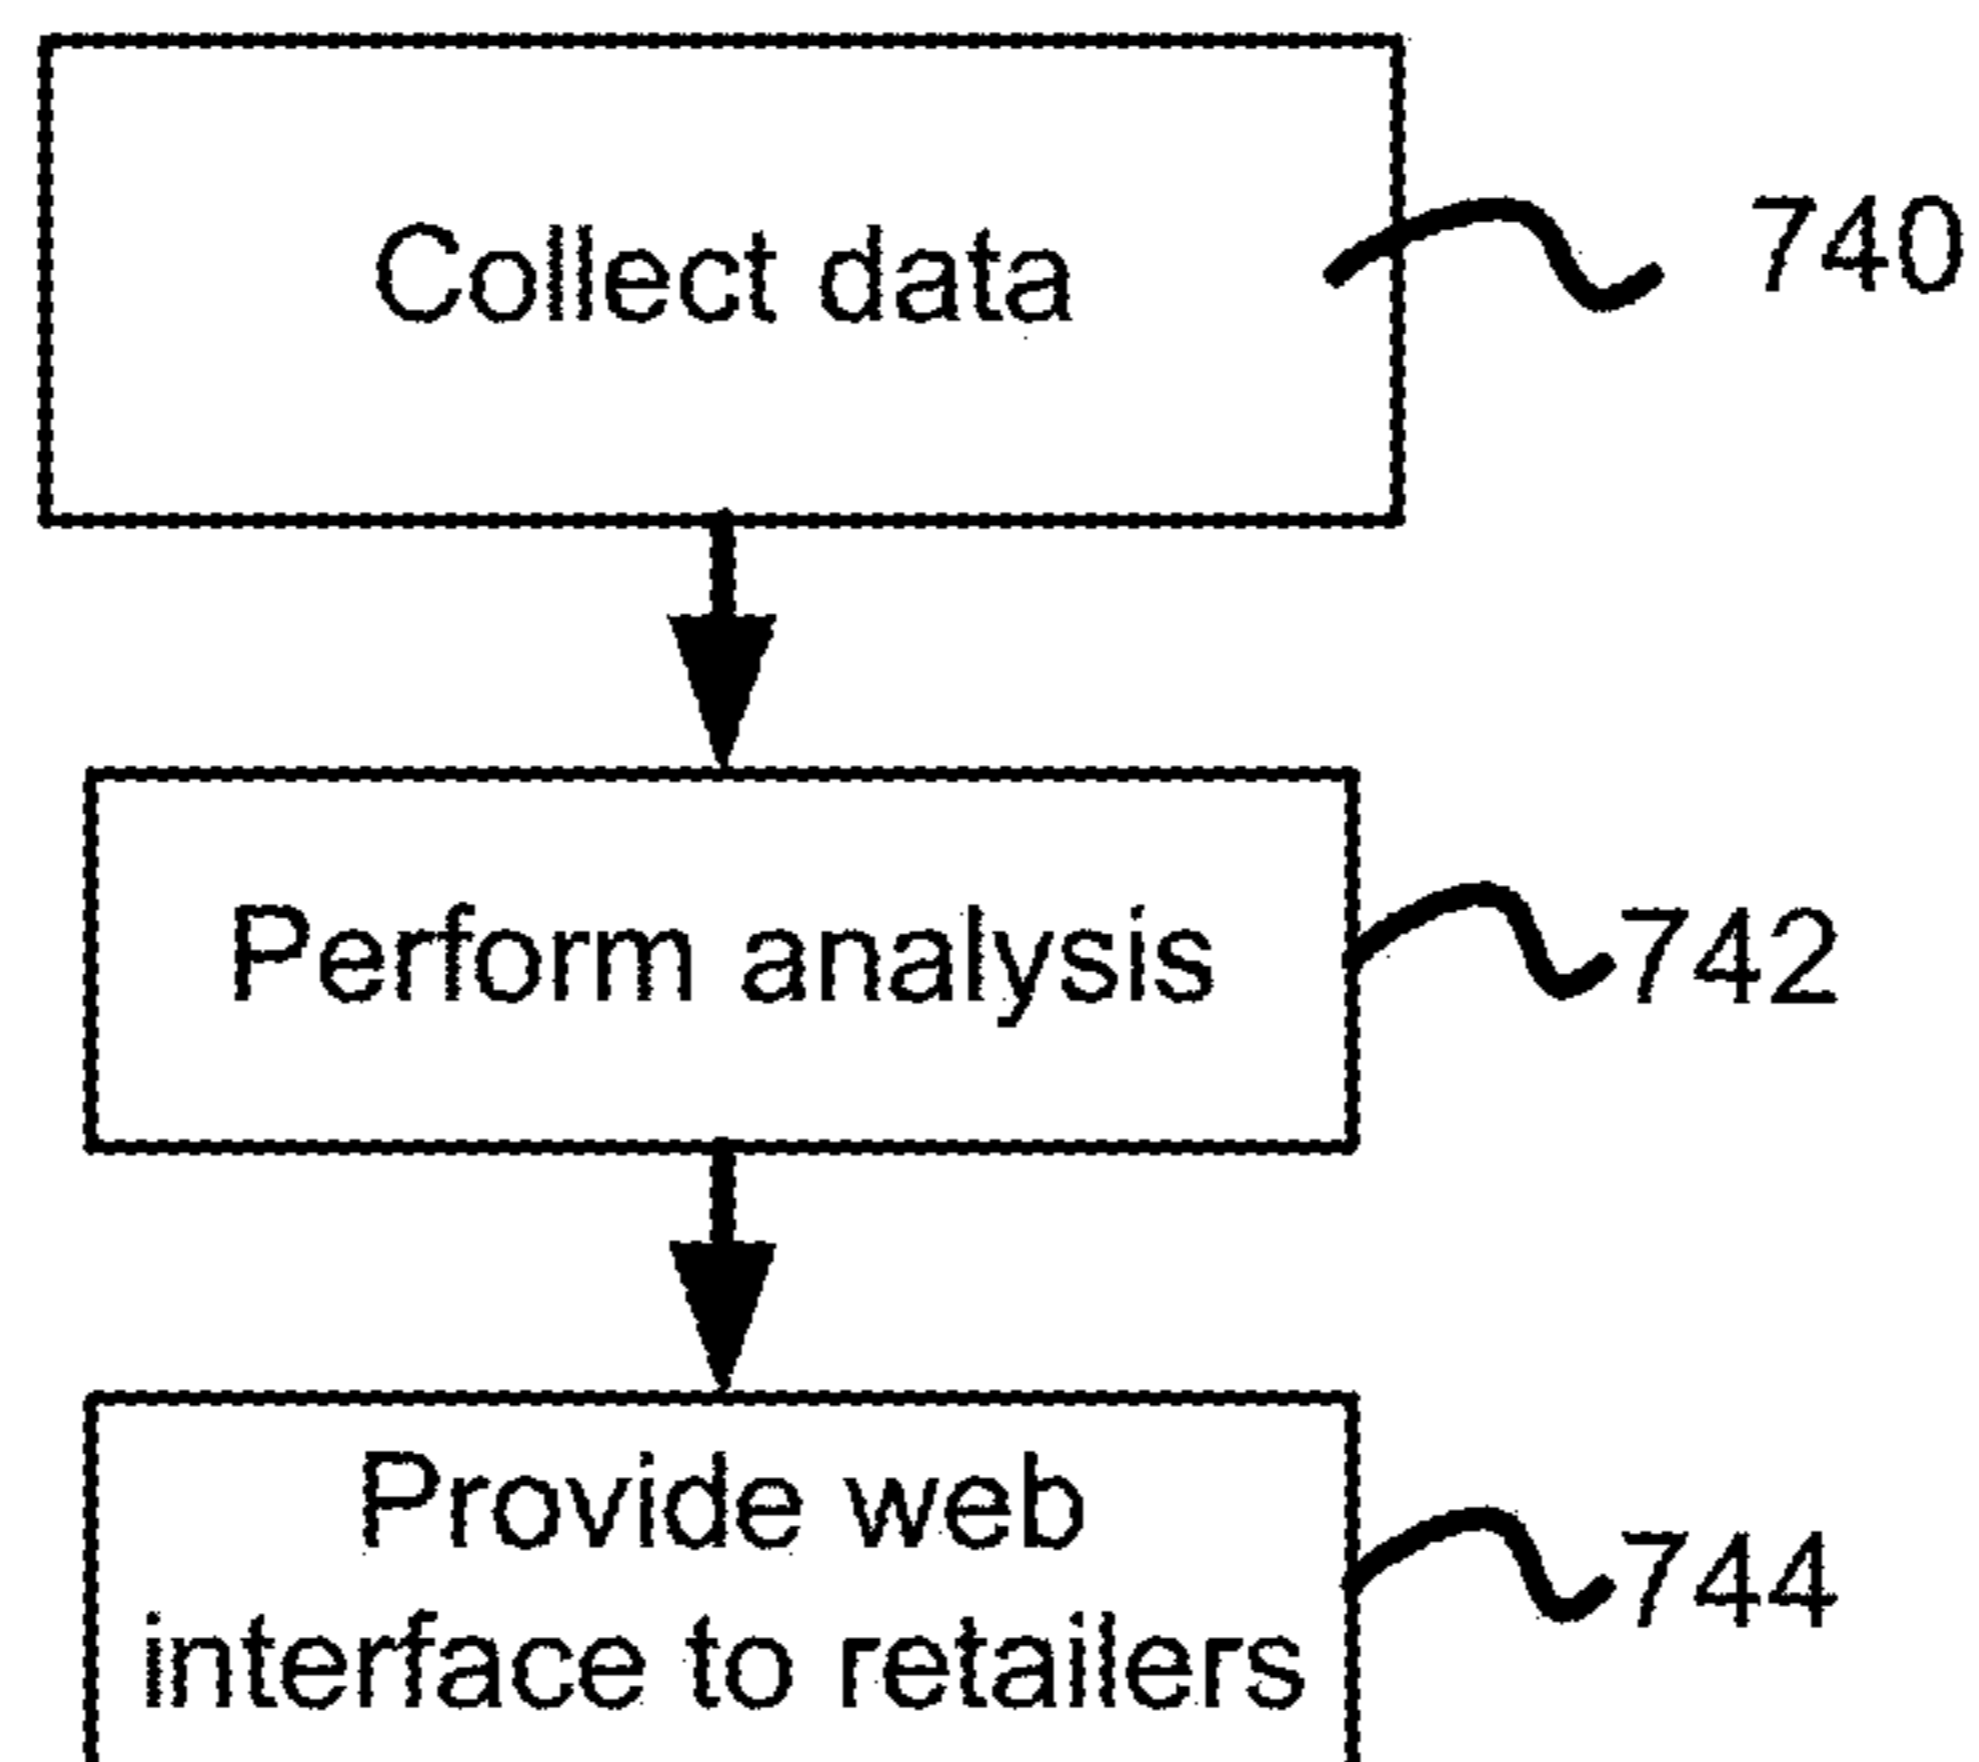 Collect data
740
Perform analysis
742
Provide web
interface to retailers
744